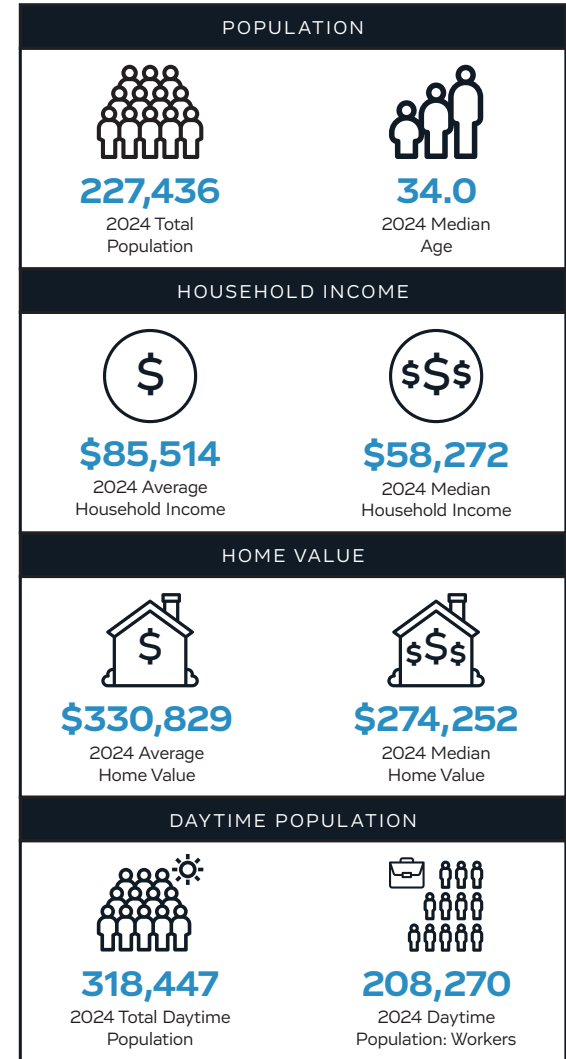 POPULATION
227,436
2024 Total
Population
34.0
2024 Median
Age
HOUSEHOLD INCOME
$
$85,514
2024 Average
Household Income
$$$
$58,272
2024 Median
Household Income
HOME VALUE
$
$330,829
2024 Average
Home Value
$$$
$274,252
2024 Median
Home Value
DAYTIME POPULATION
318,447
2024 Total Daytime
Population
208,270
2024 Daytime
Population: Workers